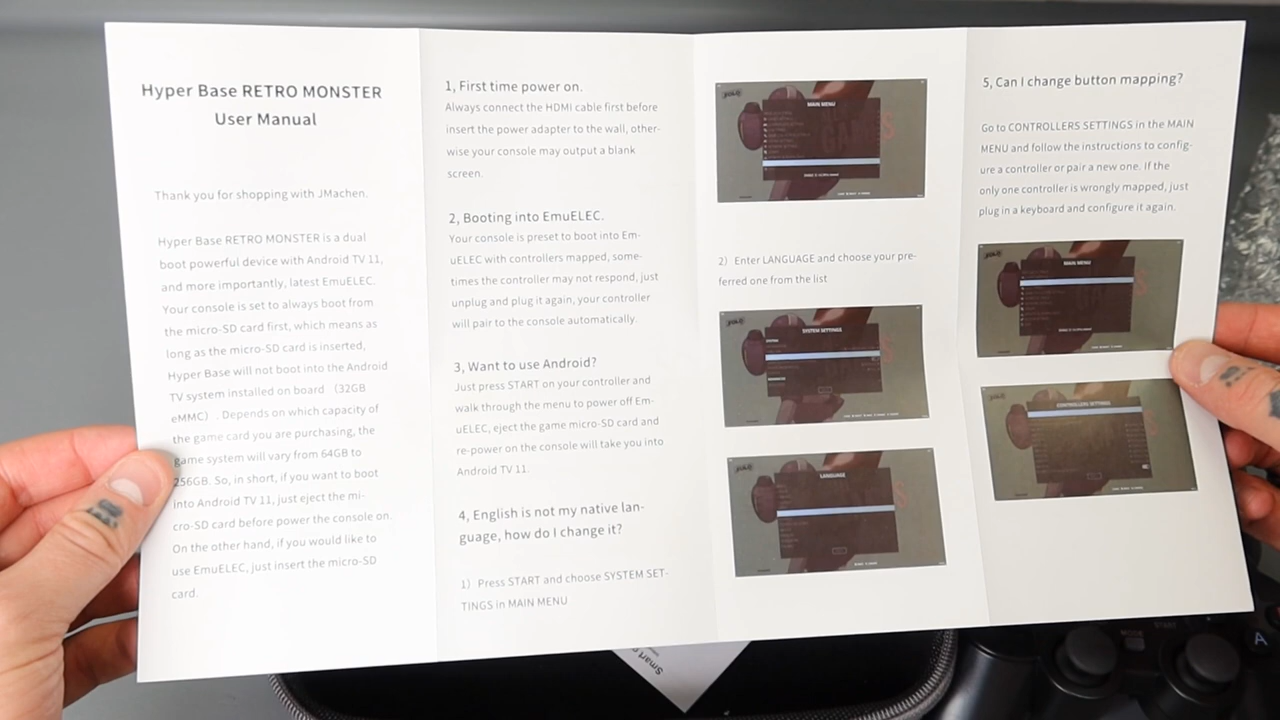 Hyper Base RETRO MONSTER
User Manual
Thank you for shopping with JMachen.
Hyper Base RETRO MONSTER is a dual
boot powerful device with Android TV 11,
and more importantly, latest EmuELEC.
Your console is set to always boot from
the micro-SD card first, which means as
long as the micro-SD card is inserted,
Hyper Base will not boot into the Android
TV system installed on board （32GB
eMMC）. Depends on which capacity of
the game card you are purchasing, the
game system will vary from 64GB to
256GB. So, in short, if you want to boot
into Android TV 11, just eject the mi-
cro-SD card before power the console on.
On the other hand, if you would like to
use EmuELEC, just insert the micro-SD
card.
1, First time power on.
Always connect the HDMI cable first before
insert the power adapter to the wall, other-
wise your console may output a blank
screen.
2, Booting into EmuELEC.
Your console is preset to boot into Em-
uELEC with controllers mapped, some-
times the controller may not respond, just
unplug and plug it again, your controller
will pair to the console automatically.
3, Want to use Android?
Just press START on your controller and
walk through the menu to power off Em-
uELEC, eject the game micro-SD card and
re-power on the console will take you into
Android TV 11.
4, English is not my native lan-
guage, how do I change it?
1）Press START and choose SYSTEM SET-
TINGS in MAIN MENU
MAIN MENU
2）Enter LANGUAGE and choose your pre-
ferred one from the list
SYSTEM SETTINGS
LANGUAGE
5, Can I change button mapping?
Go to CONTROLLERS SETTINGS in the MAIN
MENU and follow the instructions to config-
ure a controller or pair a new one. If the
only one controller is wrongly mapped, just
plug in a keyboard and configure it again.
MAIN MENU
CONTROLLERS SETTINGS
Smart
MODE
START
A